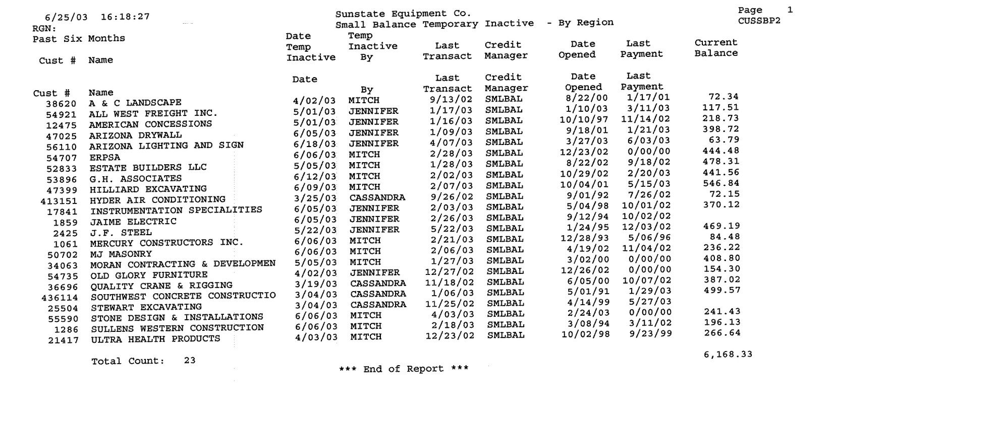 6/25/03 16:18:27 Sunstate Equipment Co. Page 1
RGN: Small Balance Temporary Inactive - By Region CUSSBP2
Past Six Months Date Temp
Temp Inactive Last Credit Date Last Current
Cust # Name Inactive By Transact Manager Opened Payment Balance
Date Last Credit Date Last
Cust # Name By Transact Manager Opened Payment
38620 A & C LANDSCAPE 4/02/03 MITCH 9/13/02 SMLBAL 8/22/00 1/17/01 72.34
54921 ALL WEST FREIGHT INC. 5/01/03 JENNIFER 1/17/03 SMLBAL 1/10/03 3/11/03 117.51
12475 AMERICAN CONCESSIONS 5/01/03 JENNIFER 1/16/03 SMLBAL 10/10/97 11/14/02 218.73
47025 ARIZONA DRYWALL 6/05/03 JENNIFER 1/09/03 SMLBAL 9/18/01 1/21/03 398.72
56110 ARIZONA LIGHTING AND SIGN 6/18/03 JENNIFER 4/07/03 SMLBAL 3/27/03 6/03/03 63.79
54707 ERPSA 6/06/03 MITCH 2/28/03 SMLBAL 12/23/02 0/00/00 444.48
52833 ESTATE BUILDERS LLC 5/05/03 MITCH 1/28/03 SMLBAL 8/22/02 9/18/02 478.31
53896 G.H. ASSOCIATES 6/12/03 MITCH 2/02/03 SMLBAL 10/29/02 2/20/03 441.56
47399 HILLIARD EXCAVATING 6/09/03 MITCH 2/07/03 SMLBAL 10/04/01 5/15/03 546.84
413151 HYDER AIR CONDITIONING 3/25/03 CASSANDRA 9/26/02 SMLBAL 9/01/92 7/26/02 72.15
17841 INSTRUMENTATION SPECIALITIES 6/05/03 JENNIFER 2/03/03 SMLBAL 5/04/98 10/01/02 370.12
1859 JAIME ELECTRIC 6/05/03 JENNIFER 2/26/03 SMLBAL 9/12/94 10/02/02
2425 J.F. STEEL 5/22/03 JENNIFER 5/22/03 SMLBAL 1/24/95 12/03/02 469.19
1061 MERCURY CONSTRUCTORS INC. 6/06/03 MITCH 2/21/03 SMLBAL 12/28/93 5/06/96 84.48
50702 MJ MASONRY 6/06/03 MITCH 2/06/03 SMLBAL 4/19/02 11/04/02 236.22
34063 MORAN CONTRACTING & DEVELOPMEN 5/05/03 MITCH 1/27/03 SMLBAL 3/02/00 0/00/00 408.80
54735 OLD GLORY FURNITURE 4/02/03 JENNIFER 12/27/02 SMLBAL 12/26/02 0/00/00 154.30
36696 QUALITY CRANE & RIGGING 3/19/03 CASSANDRA 11/18/02 SMLBAL 6/05/00 10/07/02 387.02
436114 SOUTHWEST CONCRETE CONSTRUCTIO 3/04/03 CASSANDRA 1/06/03 SMLBAL 5/01/91 1/29/03 499.57
25504 STEWART EXCAVATING 3/04/03 CASSANDRA 11/25/02 SMLBAL 4/14/99 5/27/03
55590 STONE DESIGN & INSTALLATIONS 6/06/03 MITCH 4/03/03 SMLBAL 2/24/03 0/00/00 241.43
1286 SULLENS WESTERN CONSTRUCTION 6/06/03 MITCH 2/18/03 SMLBAL 3/08/94 3/11/02 196.13
21417 ULTRA HEALTH PRODUCTS 4/03/03 MITCH 12/23/02 SMLBAL 10/02/98 9/23/99 266.64
6,168.33
Total Count: 23
*** End of Report ***